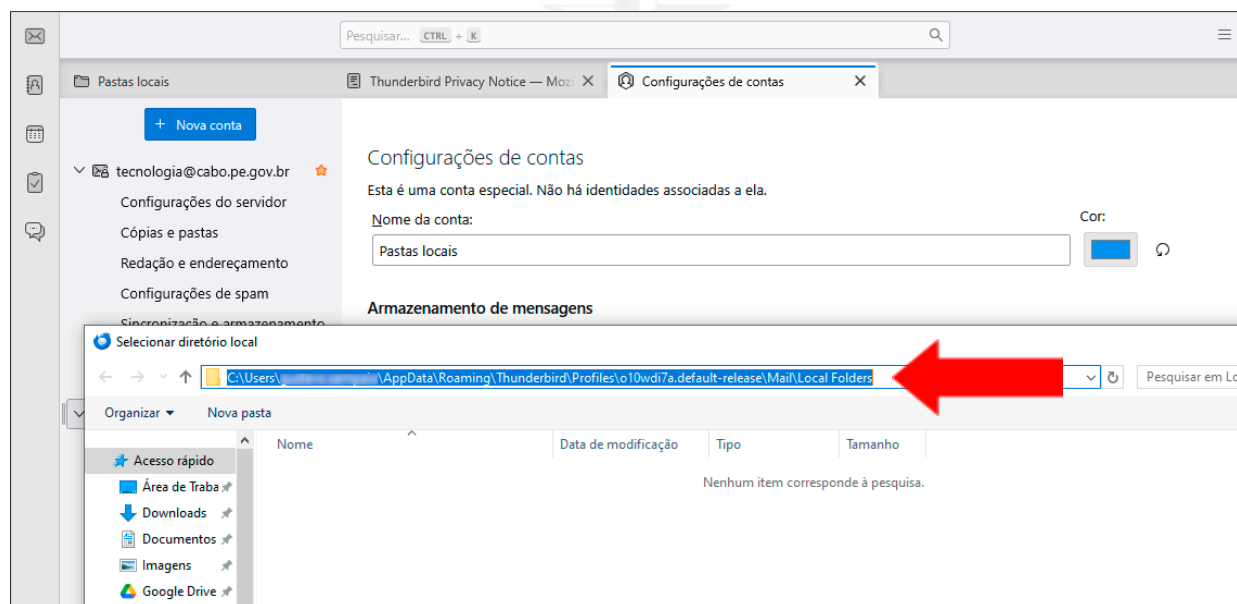 Pesquisar... CTRL + K
Pastas locais
Thunderbird Privacy Notice — Mozi
Configurações de contas
+ Nova conta
tecnologia@cabo.pe.gov.br
Configurações do servidor
Cópias e pastas
Redação e endereçamento
Configurações de spam
Sincronização e armazenamento
Configurações de contas
Esta é uma conta especial. Não há identidades associadas a ela.
Nome da conta:
Cor:
Pastas locais
Armazenamento de mensagens
Selecionar diretório local
C:\Users\ \AppData\Roaming\Thunderbird\Profiles\o10wdi7a.default-release\Mail\Local Folders
Pesquisar em Lo
Organizar
Nova pasta
Nome
Data de modificação
Tipo
Tamanho
Nenhum item corresponde à pesquisa.
Acesso rápido
Área de Traba
Downloads
Documentos
Imagens
Google Drive